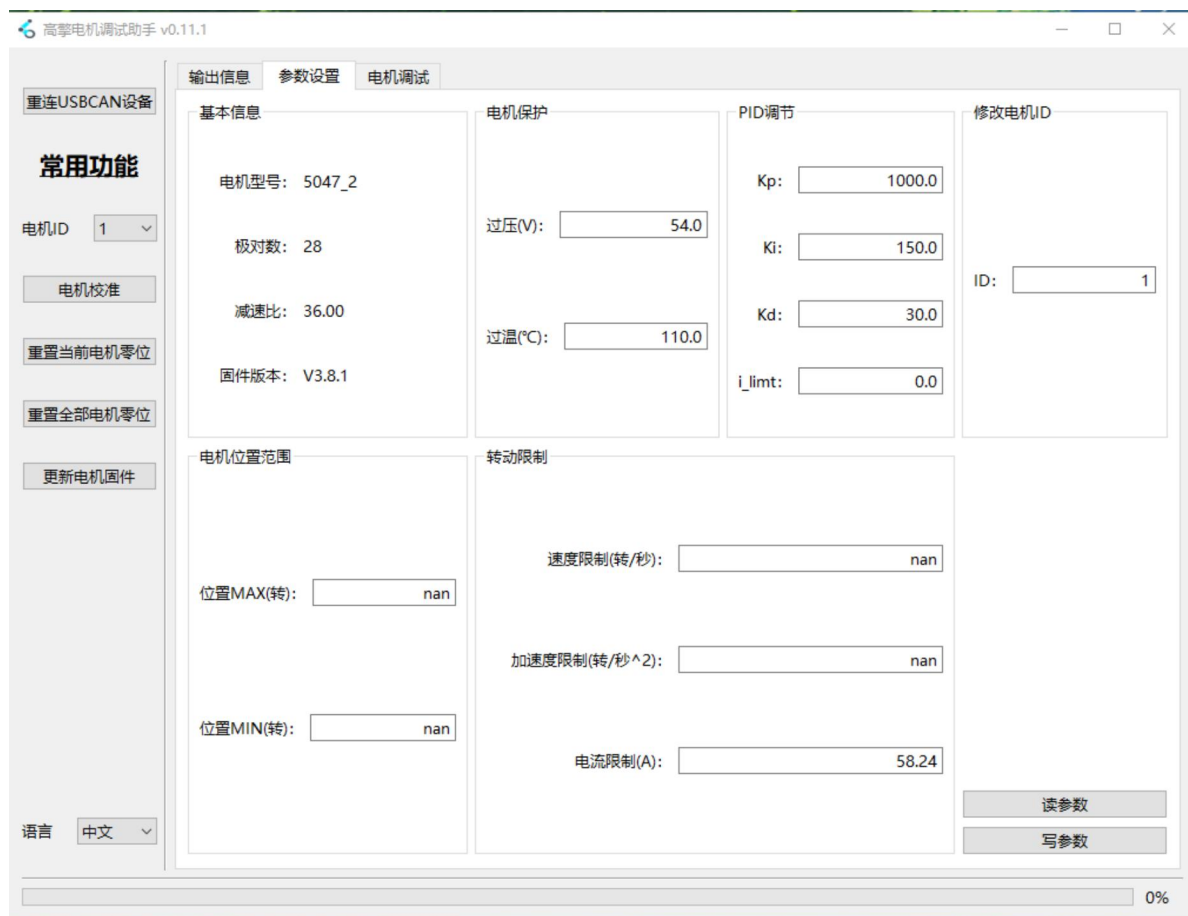 高擎电机调试助手 v0.11.1
重连USBCAN设备
常用功能
电机ID 1
电机校准
重置当前电机零位
重置全部电机零位
更新电机固件
语言 中文
输出信息 参数设置 电机调试
基本信息
电机型号: 5047_2
极对数: 28
减速比: 36.00
固件版本: V3.8.1
电机保护
过压(V): 54.0
过温(℃): 110.0
PID调节
Kp: 1000.0
Ki: 150.0
Kd: 30.0
i_limt: 0.0
修改电机ID
ID: 1
电机位置范围
位置MAX(转): nan
位置MIN(转): nan
转动限制
速度限制(转/秒): nan
加速度限制(转/秒^2): nan
电流限制(A): 58.24
读参数
写参数
0%